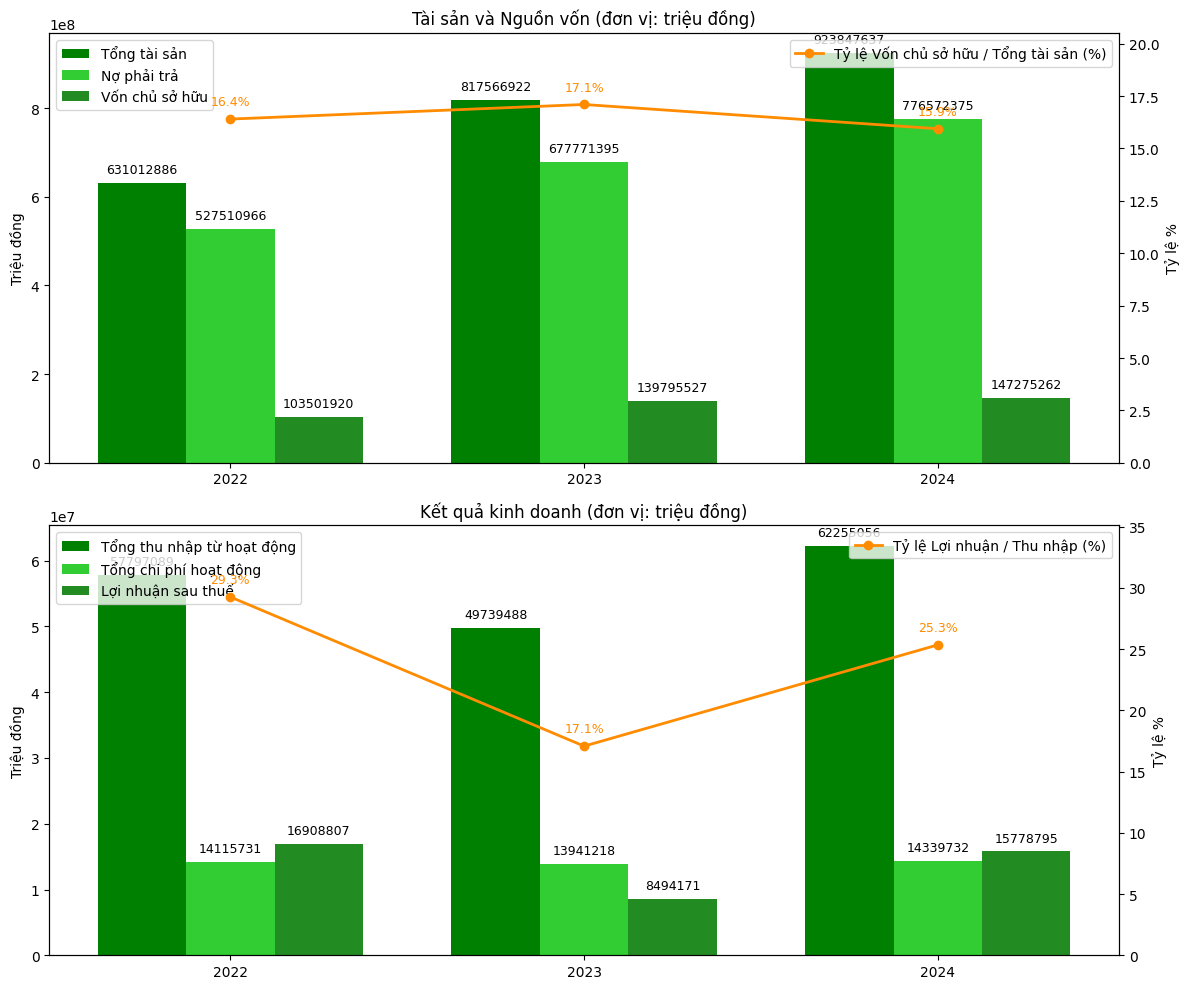 Tài sản và Nguồn vốn (đơn vị: triệu đồng)
1e8
Tổng tài sản
Nợ phải trả
Vốn chủ sở hữu
Tỷ lệ Vốn chủ sở hữu / Tổng tài sản (%)
Triệu đồng
8
6
4
2
0
631012886
527510966
103501920
817566922
677771395
139795527
923847637
776572375
147275262
16.4%
17.1%
15.9%
20.0
17.5
15.0
12.5
10.0
7.5
5.0
2.5
0.0
Tỷ lệ %
2022 2023 2024
Kết quả kinh doanh (đơn vị: triệu đồng)
1e7
Tổng thu nhập từ hoạt động
Tổng chi phí hoạt động
Lợi nhuận sau thuế
Tỷ lệ Lợi nhuận / Thu nhập (%)
Triệu đồng
6
5
4
3
2
1
0
57797089
14115731
16908807
49739488
13941218
8494171
62255056
14339732
15778795
29.3%
17.1%
25.3%
35
30
25
20
15
10
5
0
Tỷ lệ %
2022 2023 2024